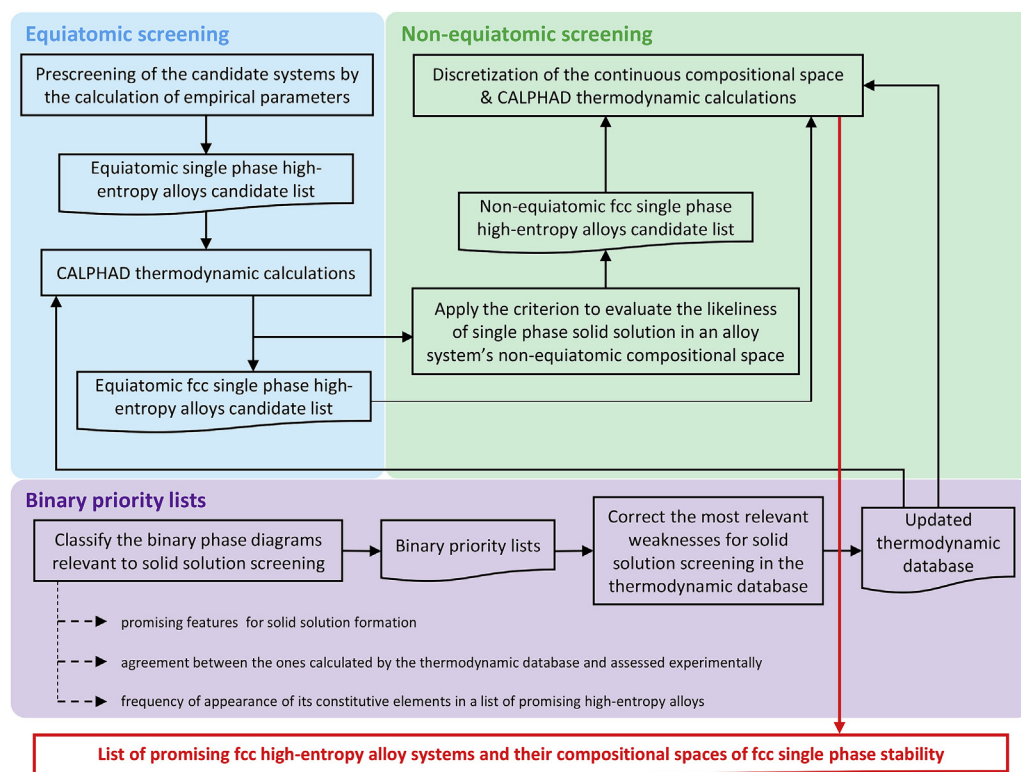 Equiatomic screening
Prescreening of the candidate systems by
the calculation of empirical parameters
Equiatomic single phase high-
entropy alloys candidate list
CALPHAD thermodynamic calculations
Equiatomic fcc single phase high-
entropy alloys candidate list
Non-equiatomic screening
Discretization of the continuous compositional space
& CALPHAD thermodynamic calculations
Non-equiatomic fcc single phase
high-entropy alloys candidate list
Apply the criterion to evaluate the likeliness
of single phase solid solution in an alloy
system's non-equiatomic compositional space
Binary priority lists
Classify the binary phase diagrams
relevant to solid solution screening
Binary priority lists
Correct the most relevant
weaknesses for solid
solution screening in the
thermodynamic database
Updated
thermodynamic
database
promising features for solid solution formation
agreement between the ones calculated by the thermodynamic database and assessed experimentally
frequency of appearance of its constitutive elements in a list of promising high-entropy alloys
List of promising fcc high-entropy alloy systems and their compositional spaces of fcc single phase stability